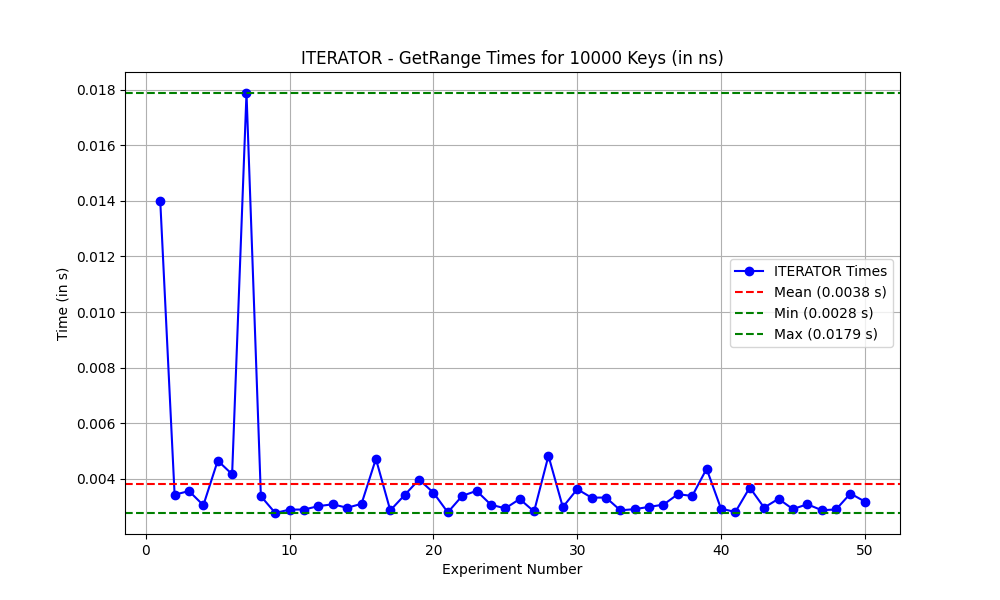 ITERATOR - GetRange Times for 10000 Keys (in ns)
Time (in s)
0.018
0.016
0.014
0.012
0.010
0.008
0.006
0.004
ITERATOR Times
Mean (0.0038 s)
Min (0.0028 s)
Max (0.0179 s)
0 10 20 30 40 50
Experiment Number